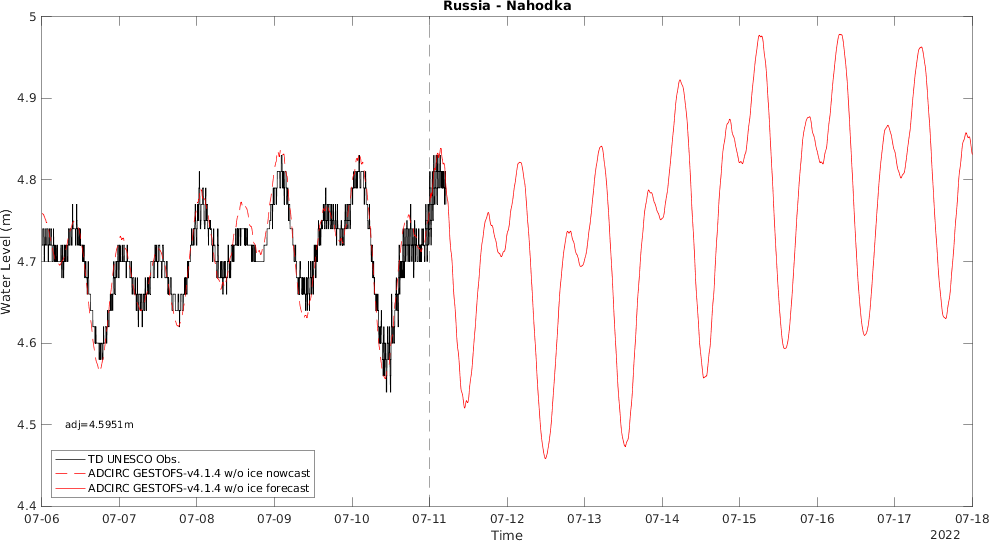 Russia - Nahodka
5
4.9
4.8
4.7
4.6
4.5
4.4
Water Level (m)
adj=4.5951m
TD UNESCO Obs.
ADCIRC GESTOFS-v4.1.4 w/o ice nowcast
ADCIRC GESTOFS-v4.1.4 w/o ice forecast
07-06 07-07 07-08 07-09 07-10 07-11 07-12 07-13 07-14 07-15 07-16 07-17 07-18
Time
2022